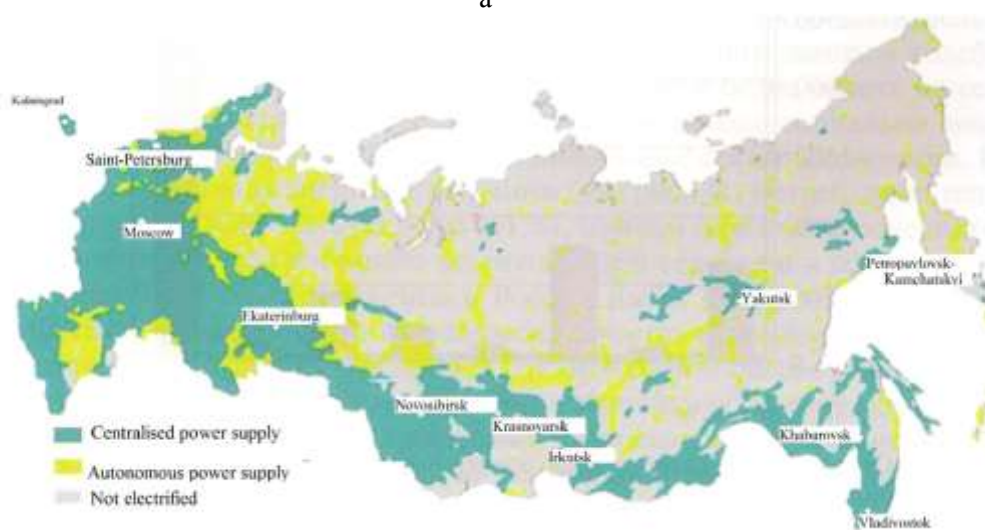 a
Kaliningrad
Saint-Petersburg
Moscow
Ekaterinburg
Petropavlovsk-
Kamchatskyi
Yakutsk
Novosibirsk
Krasnoyarsk
Khabarovsk
Irkutsk
Vladivostok
Centralised power supply
Autonomous power supply
Not electrified